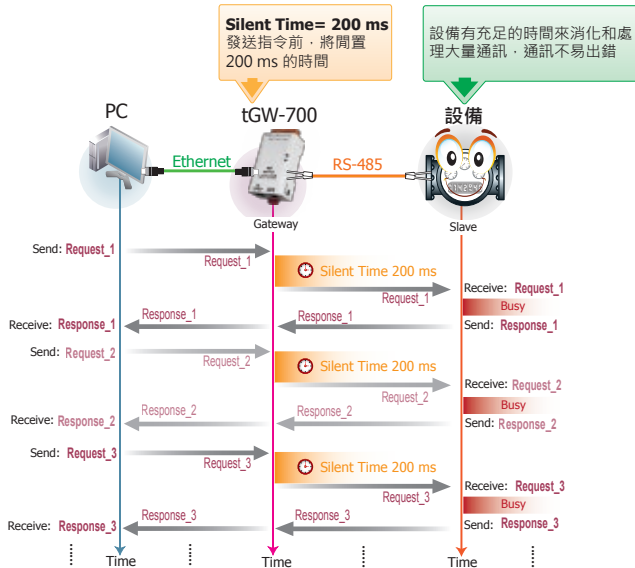 Silent Time= 200 ms
發送指令前，將閒置
200 ms 的時間
設備有充足的時間來消化和處
理大量通訊，通訊不易出錯
PC
tGW-700
設備
Ethernet
RS-485
Gateway
Slave
Send: Request_1
Request_1
Silent Time 200 ms
Request_1
Receive: Request_1
Busy
Receive: Response_1
Response_1
Response_1
Send: Response_1
Send: Request_2
Request_2
Silent Time 200 ms
Request_2
Receive: Request_2
Busy
Receive: Response_2
Response_2
Response_2
Send: Response_2
Send: Request_3
Request_3
Silent Time 200 ms
Request_3
Receive: Request_3
Busy
Receive: Response_3
Response_3
Response_3
Send: Response_3
Time
Time
Time